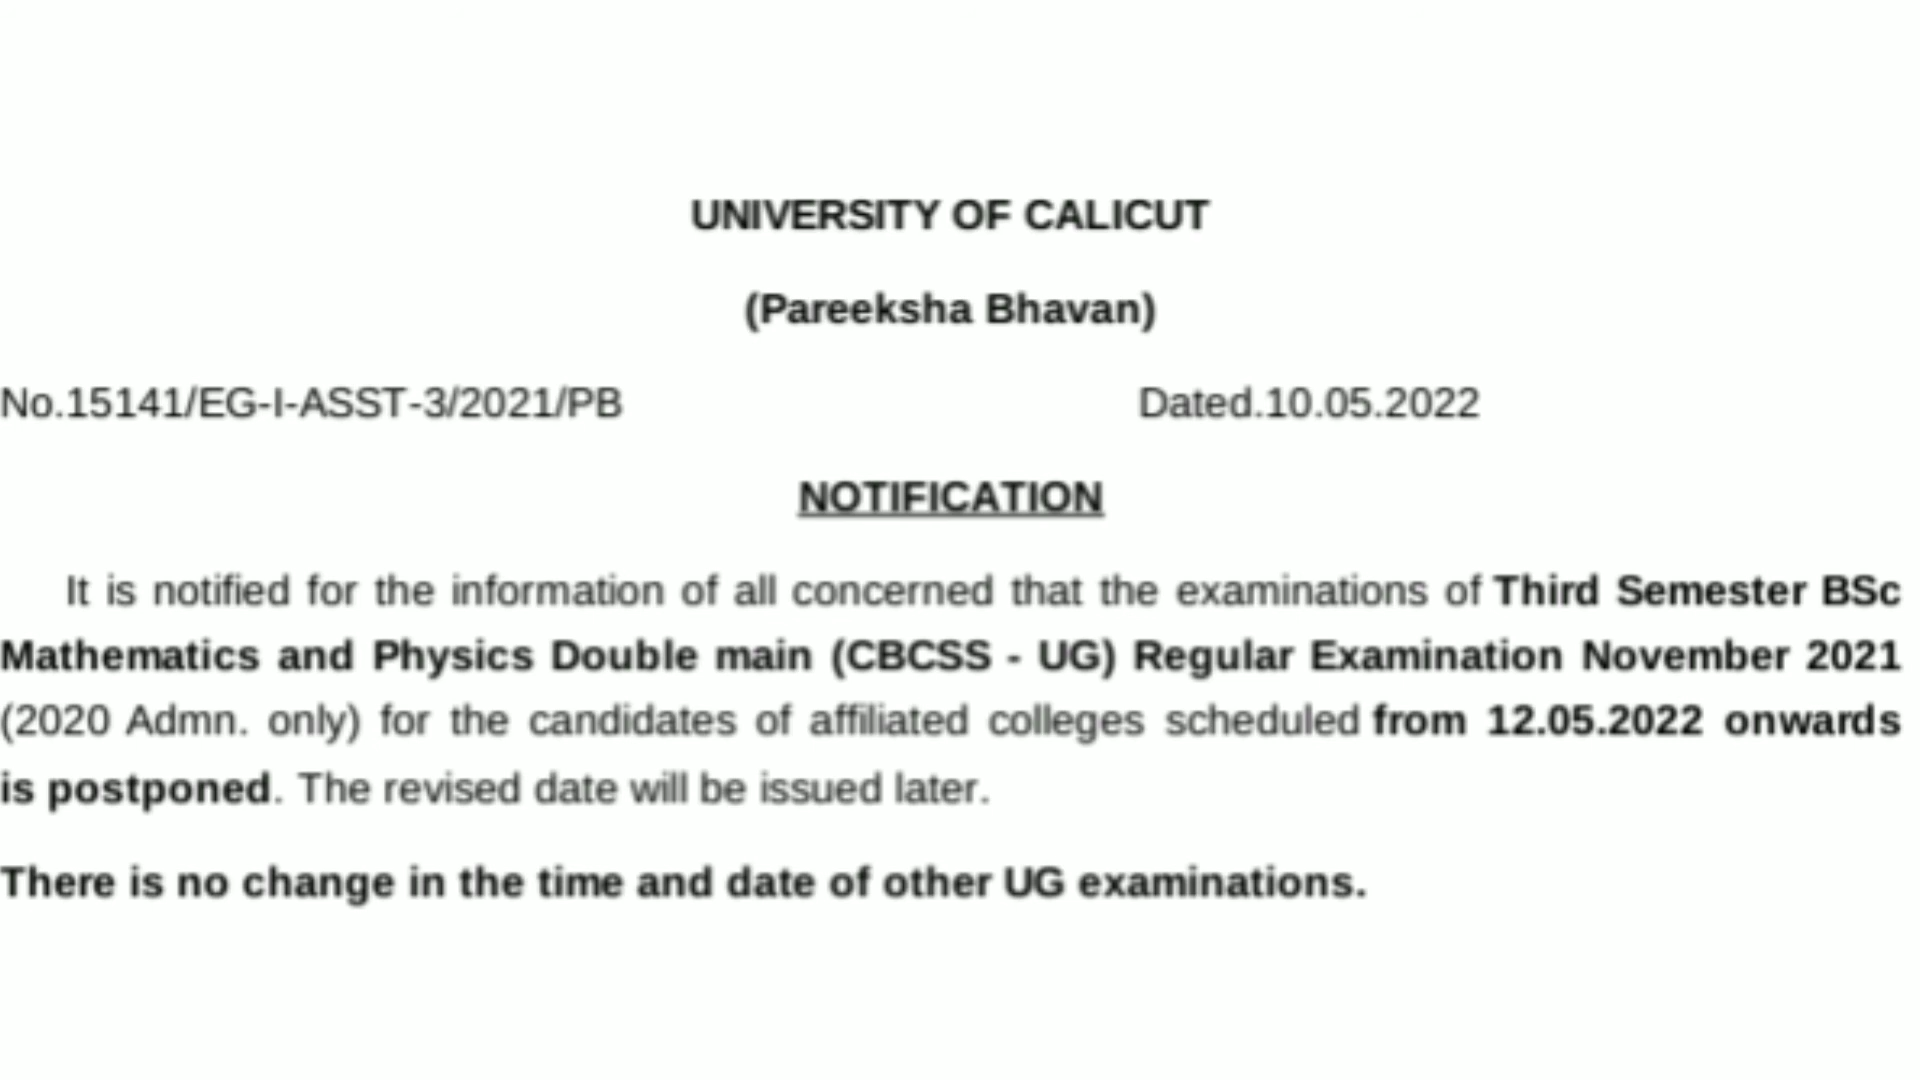 UNIVERSITY OF CALICUT
(Pareeksha Bhavan)
No.15141/EG-I-ASST-3/2021/PB Dated.10.05.2022
NOTIFICATION
It is notified for the information of all concerned that the examinations of Third Semester BSc
Mathematics and Physics Double main (CBCSS - UG) Regular Examination November 2021
(2020 Admn. only) for the candidates of affiliated colleges scheduled from 12.05.2022 onwards
is postponed. The revised date will be issued later.
There is no change in the time and date of other UG examinations.